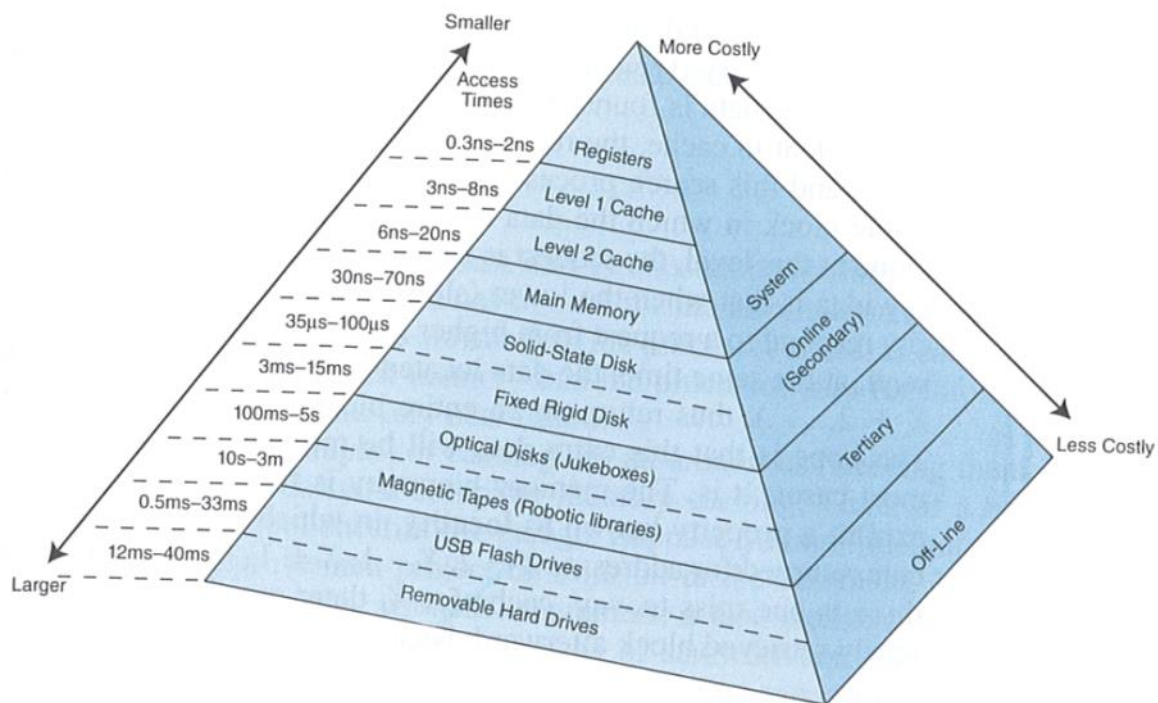 Smaller
More Costly
Access
Times
0.3ns–2ns
Registers
3ns–8ns
Level 1 Cache
6ns–20ns
Level 2 Cache
System
30ns–70ns
Main Memory
Online
(Secondary)
35μs–100μs
Solid-State Disk
3ms–15ms
Fixed Rigid Disk
Tertiary
100ms–5s
Optical Disks (Jukeboxes)
Less Costly
10s–3m
Magnetic Tapes (Robotic libraries)
Off-Line
0.5ms–33ms
USB Flash Drives
12ms–40ms
Removable Hard Drives
Larger